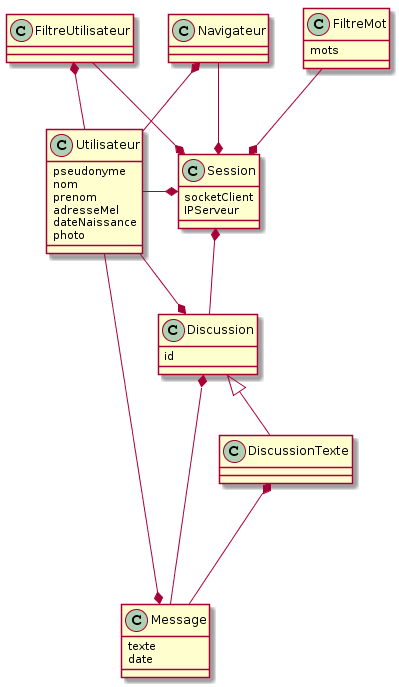 C FiltreUtilisateur
C Navigateur
C FiltreMot
mots
C Utilisateur
pseudonyme
nom
prenom
adresseMel
dateNaissance
photo
C Session
socketClient
IPServeur
C Discussion
id
C DiscussionTexte
C Message
texte
date